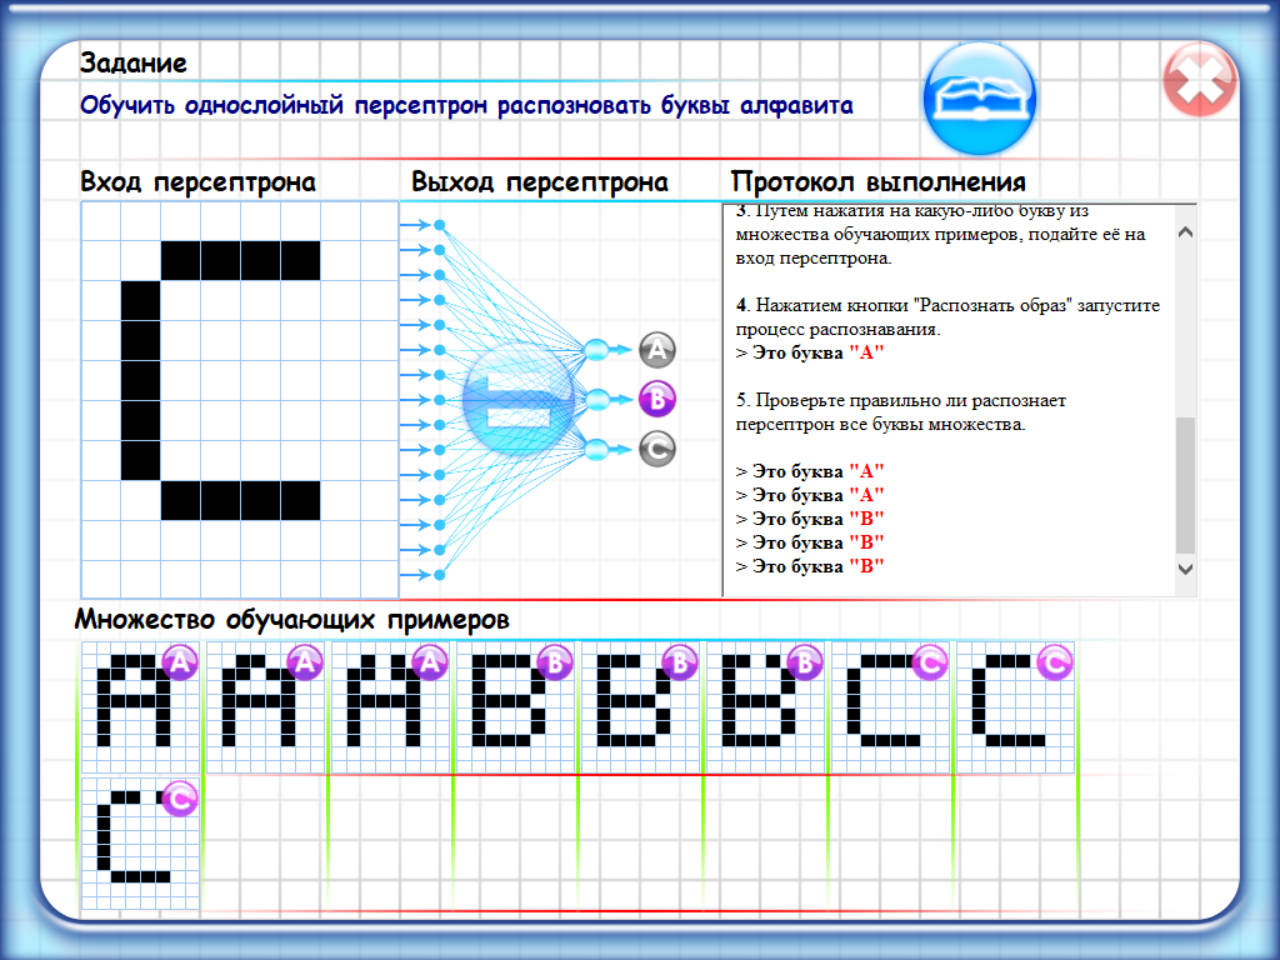 Задание
Обучить однослойный персептрон распозновать буквы алфавита
Вход персептрона
Выход персептрона
Протокол выполнения
3. Путем нажатия на какую-либо букву из
множества обучающих примеров, подайте её на
вход персептрона.
4. Нажатием кнопки "Распознать образ" запустите
процесс распознавания.
> Это буква "A"
5. Проверьте правильно ли распознает
персептрон все буквы множества.
> Это буква "A"
> Это буква "A"
> Это буква "B"
> Это буква "B"
> Это буква "B"
A
B
C
Множество обучающих примеров
A A A B B B C C
C